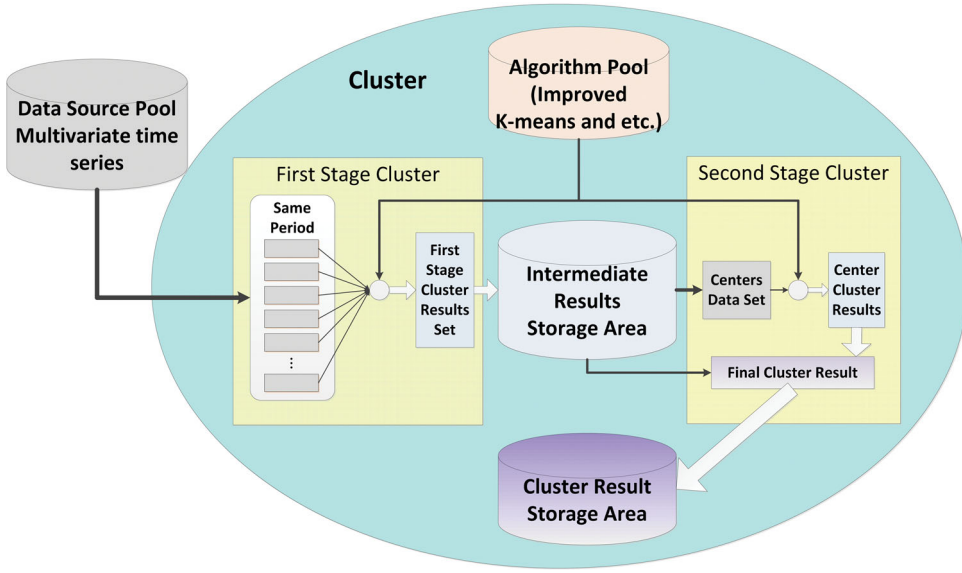 Cluster
Algorithm Pool
(Improved
K-means and etc.)
Data Source Pool
Multivariate time
series
First Stage Cluster
Same
Period
⋮
First
Stage
Cluster
Results
Set
Intermediate
Results
Storage Area
Second Stage Cluster
Centers
Data Set
Center
Cluster
Results
Final Cluster Result
Cluster Result
Storage Area